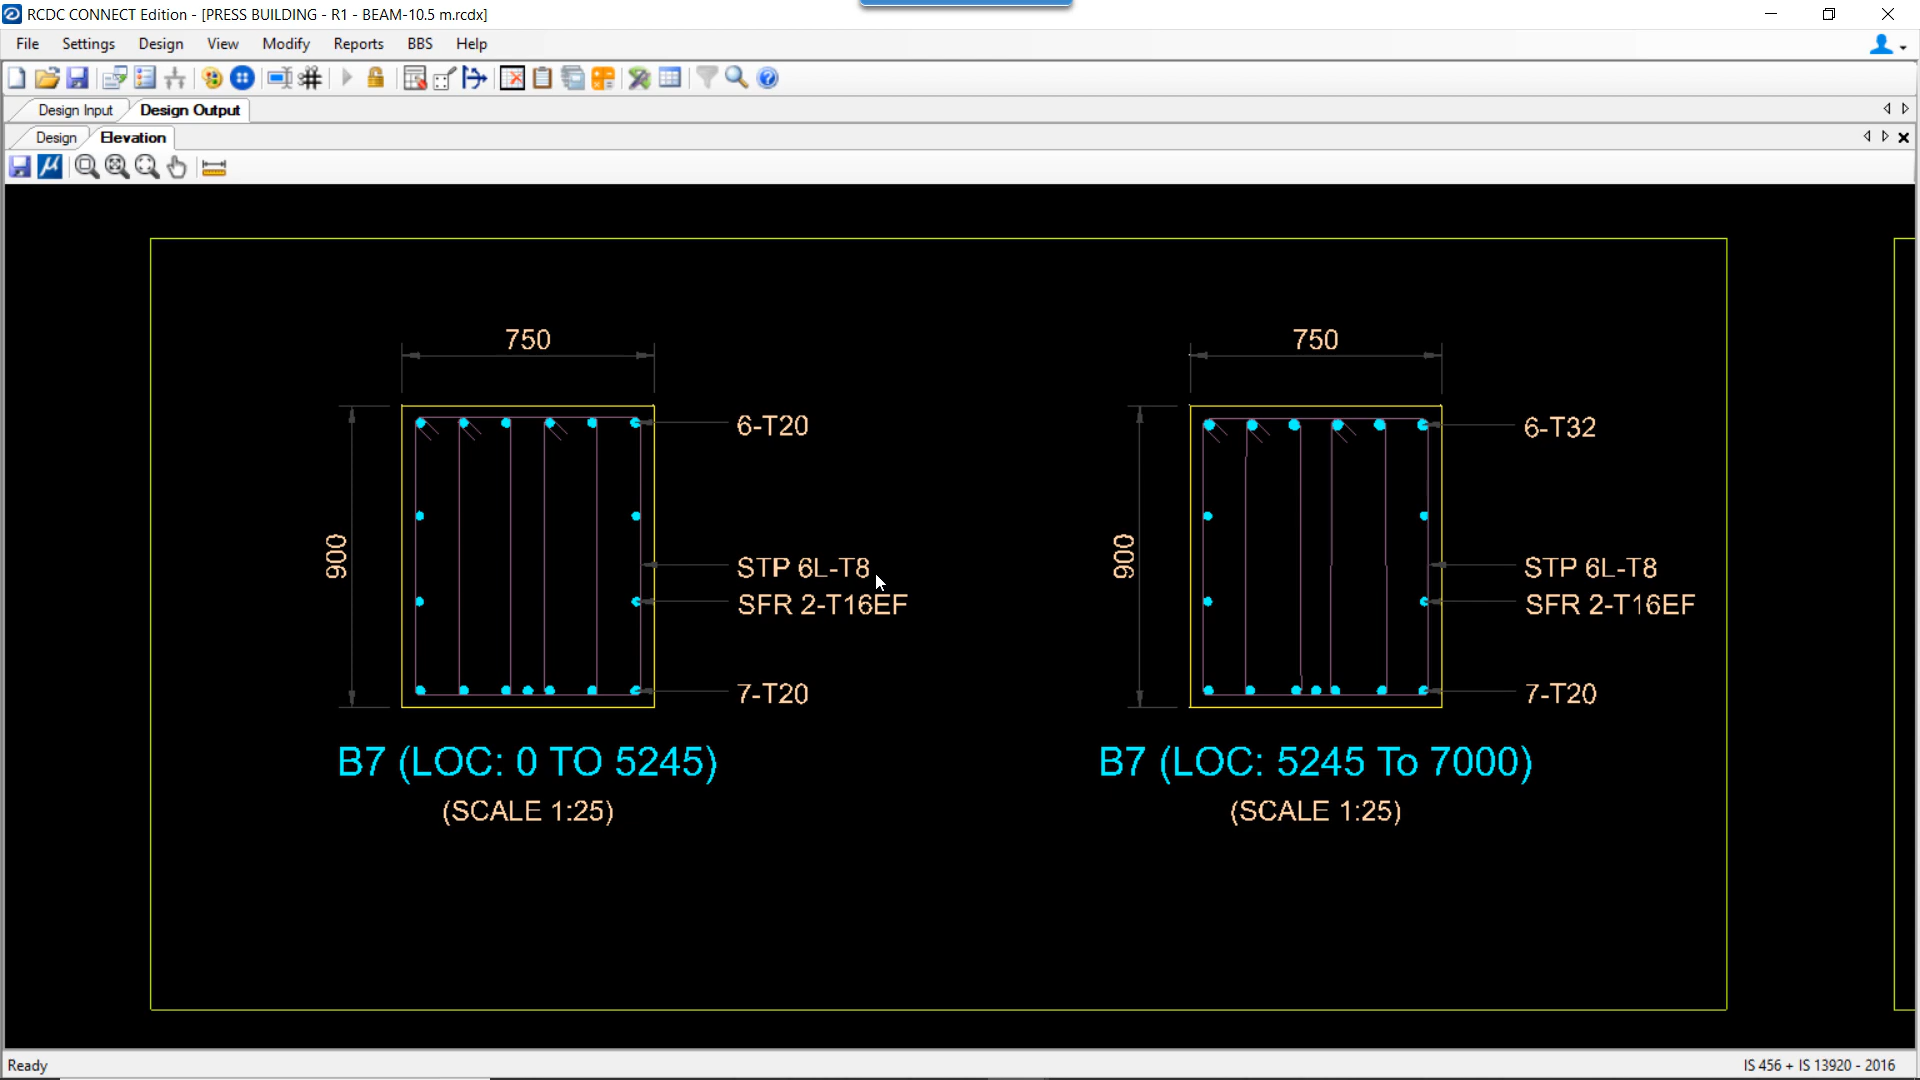 RCDC CONNECT Edition - [PRESS BUILDING - R1 - BEAM-10.5 m.rcdx]
File Settings Design View Modify Reports BBS Help
Design Input Design Output
Design Elevation
750
900
6-T20
STP 6L-T8
SFR 2-T16EF
7-T20
B7 (LOC: 0 TO 5245)
(SCALE 1:25)
750
900
6-T32
STP 6L-T8
SFR 2-T16EF
7-T20
B7 (LOC: 5245 To 7000)
(SCALE 1:25)
Ready
IS 456 + IS 13920 - 2016